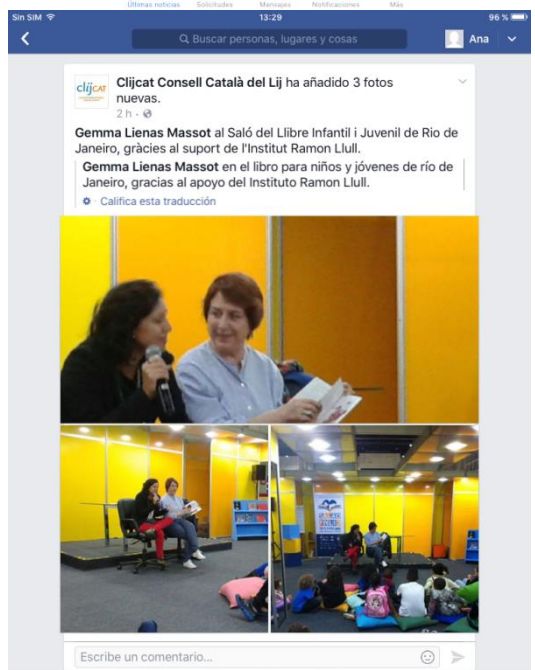 Últimas noticias Solicitudes Mensajes Notificaciones Más
Sin SIM 13:29 96 %
Buscar personas, lugares y cosas Ana
clijCAT
Clijcat Consell Català del Lij ha añadido 3 fotos
nuevas.
2 h
Gemma Lienas Massot al Saló del Llibre Infantil i Juvenil de Rio de
Janeiro, gràcies al suport de l'Institut Ramon Llull.
Gemma Lienas Massot en el libro para niños y jóvenes de río de
Janeiro, gracias al apoyo del Instituto Ramon Llull.
Califica esta traducción
Escribe un comentario...